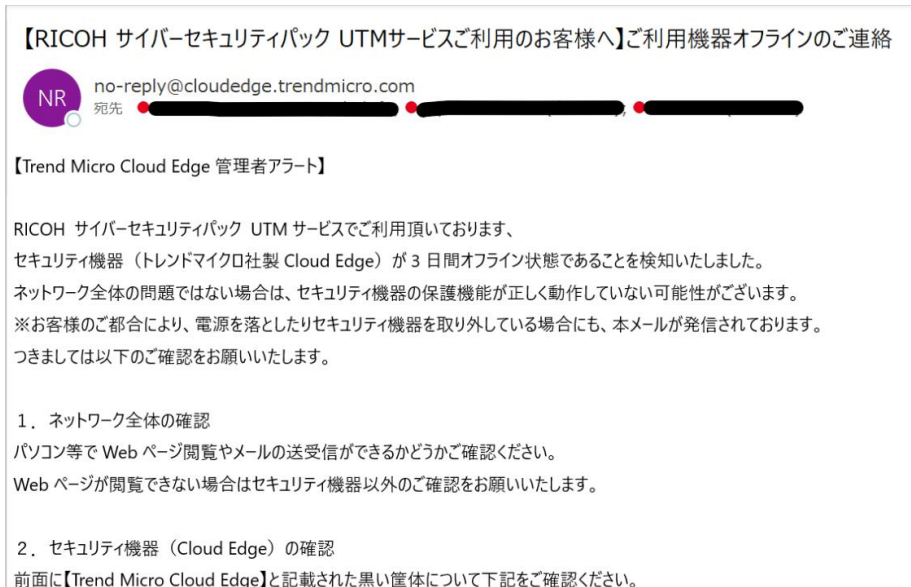 【RICOH サイバーセキュリティパック UTMサービスご利用のお客様へ】ご利用機器オフラインのご連絡
NR
no-reply@cloudedge.trendmicro.com
宛先
【Trend Micro Cloud Edge 管理者アラート】
RICOH サイバーセキュリティパック UTM サービスでご利用頂いております、
セキュリティ機器（トレンドマイクロ社製 Cloud Edge）が 3 日間オフライン状態であることを検知いたしました。
ネットワーク全体の問題ではない場合は、セキュリティ機器の保護機能が正しく動作していない可能性がございます。
※お客様のご都合により、電源を落としたりセキュリティ機器を取り外している場合にも、本メールが発信されております。
つきましては以下のご確認をお願いいたします。
１．ネットワーク全体の確認
パソコン等で Web ページ閲覧やメールの送受信ができるかどうかご確認ください。
Web ページが閲覧できない場合はセキュリティ機器以外のご確認をお願いいたします。
２．セキュリティ機器（Cloud Edge）の確認
前面に【Trend Micro Cloud Edge】と記載された黒い筐体について下記をご確認ください。